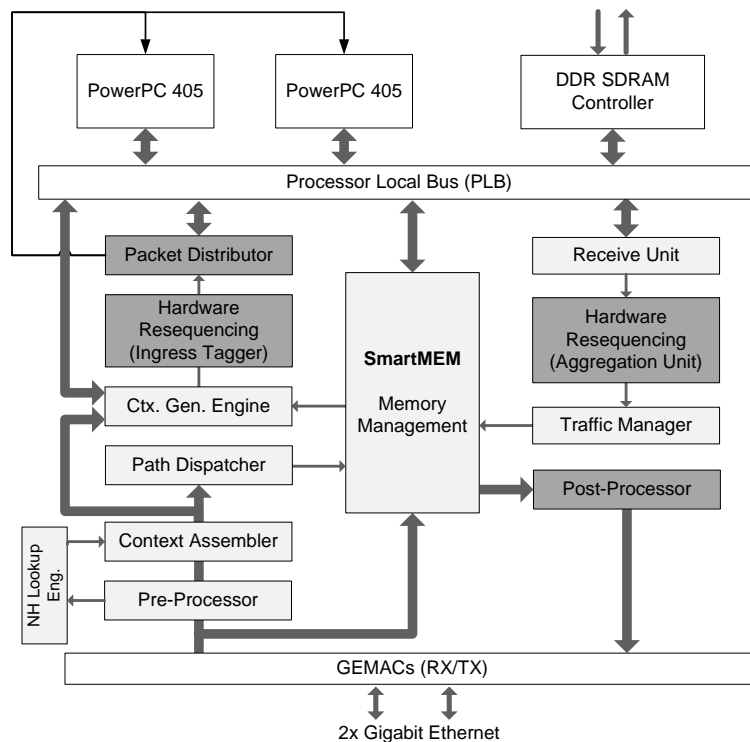 PowerPC 405
PowerPC 405
DDR SDRAM
Controller
Processor Local Bus (PLB)
Packet Distributor
Receive Unit
Hardware
Resequencing
(Ingress Tagger)
Hardware
Resequencing
(Aggregation Unit)
SmartMEM
Memory
Management
Ctx. Gen. Engine
Traffic Manager
Path Dispatcher
Post-Processor
Context Assembler
NH Lookup
Eng.
Pre-Processor
GEMACs (RX/TX)
2x Gigabit Ethernet